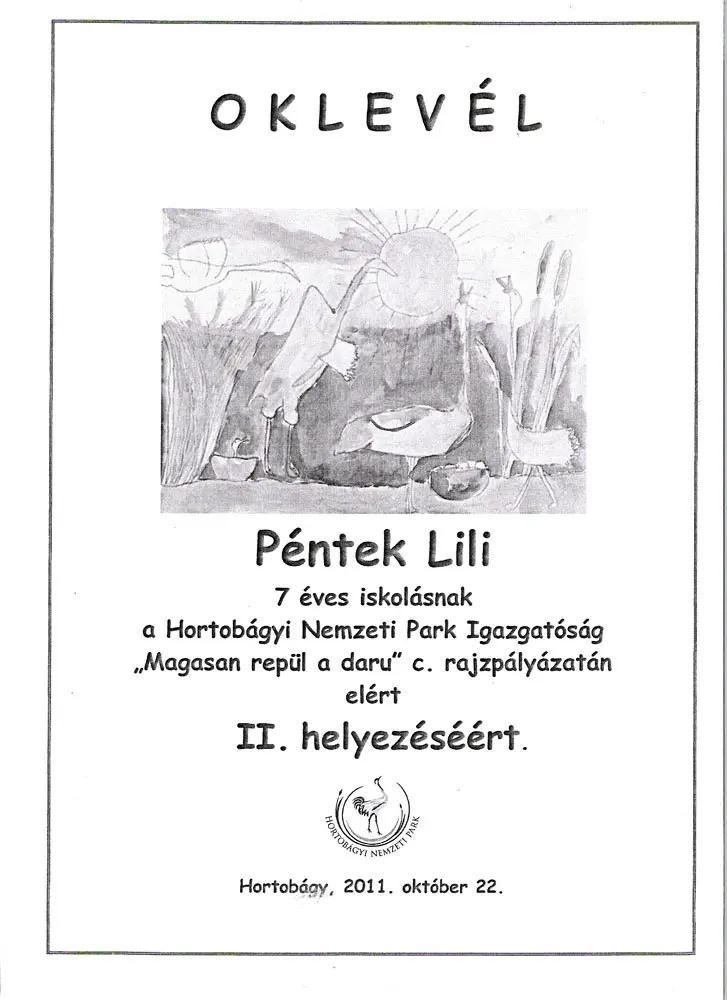 OKLEVÉL
Péntek Lili
7 éves iskolásnak
a Hortobágyi Nemzeti Park Igazgatóság
„Magasan repül a daru” c. rajzpályázatán
elért
II. helyezéséért.
HORTOBÁGYI NEMZETI PARK
Hortobágy, 2011. október 22.